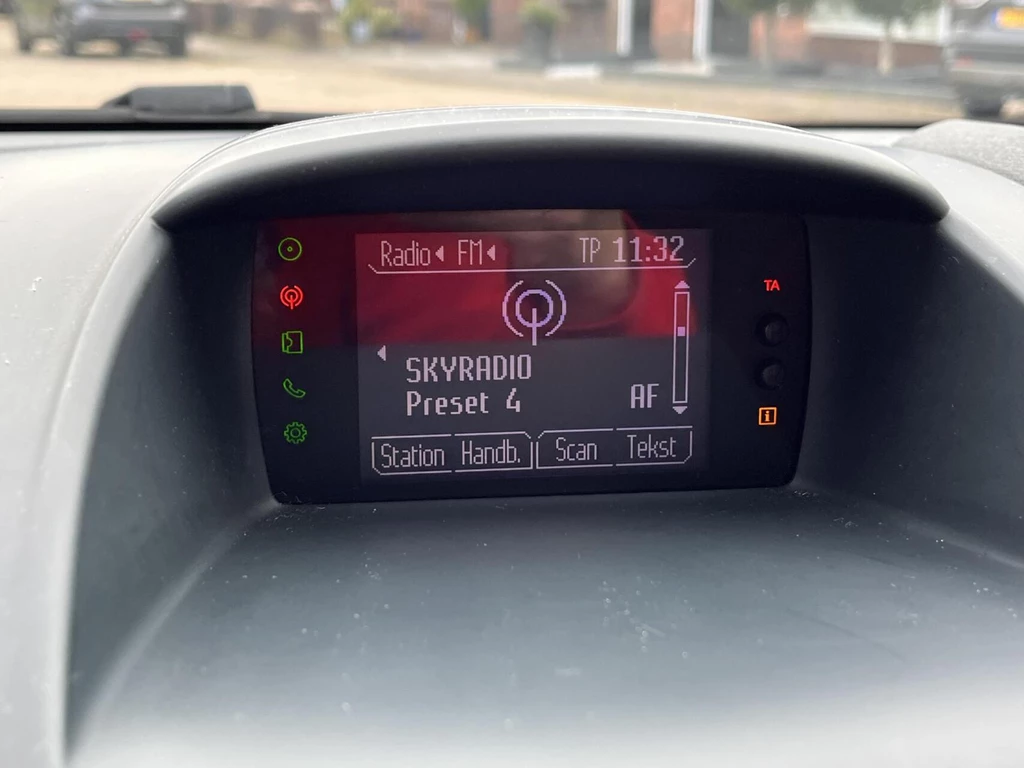 Radio FM TP 11:32
TA
SKYRADIO
Preset 4 AF
i
Station Handb. Scan Tekst